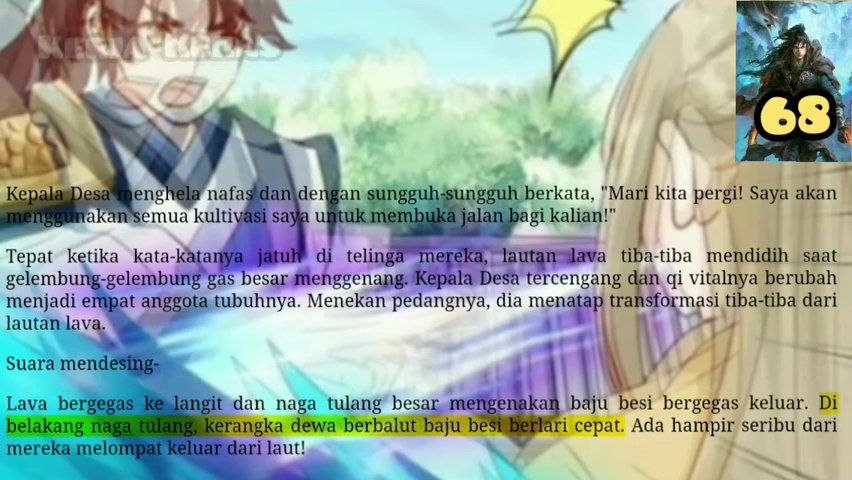 68
Kepala Desa menghela nafas dan dengan sungguh-sungguh berkata, "Mari kita pergi! Saya akan
menggunakan semua kultivasi saya untuk membuka jalan bagi kalian!"
Tepat ketika kata-katanya jatuh di telinga mereka, lautan lava tiba-tiba mendidih saat
gelembung-gelembung gas besar menggenang. Kepala Desa tercengang dan qi vitalnya berubah
menjadi empat anggota tubuhnya. Menekan pedangnya, dia menatap transformasi tiba-tiba dari
lautan lava.
Suara mendesing-
Lava bergegas ke langit dan naga tulang besar mengenakan baju besi bergegas keluar. Di
belakang naga tulang, kerangka dewa berbalut baju besi berlari cepat. Ada hampir seribu dari
mereka melompat keluar dari laut!